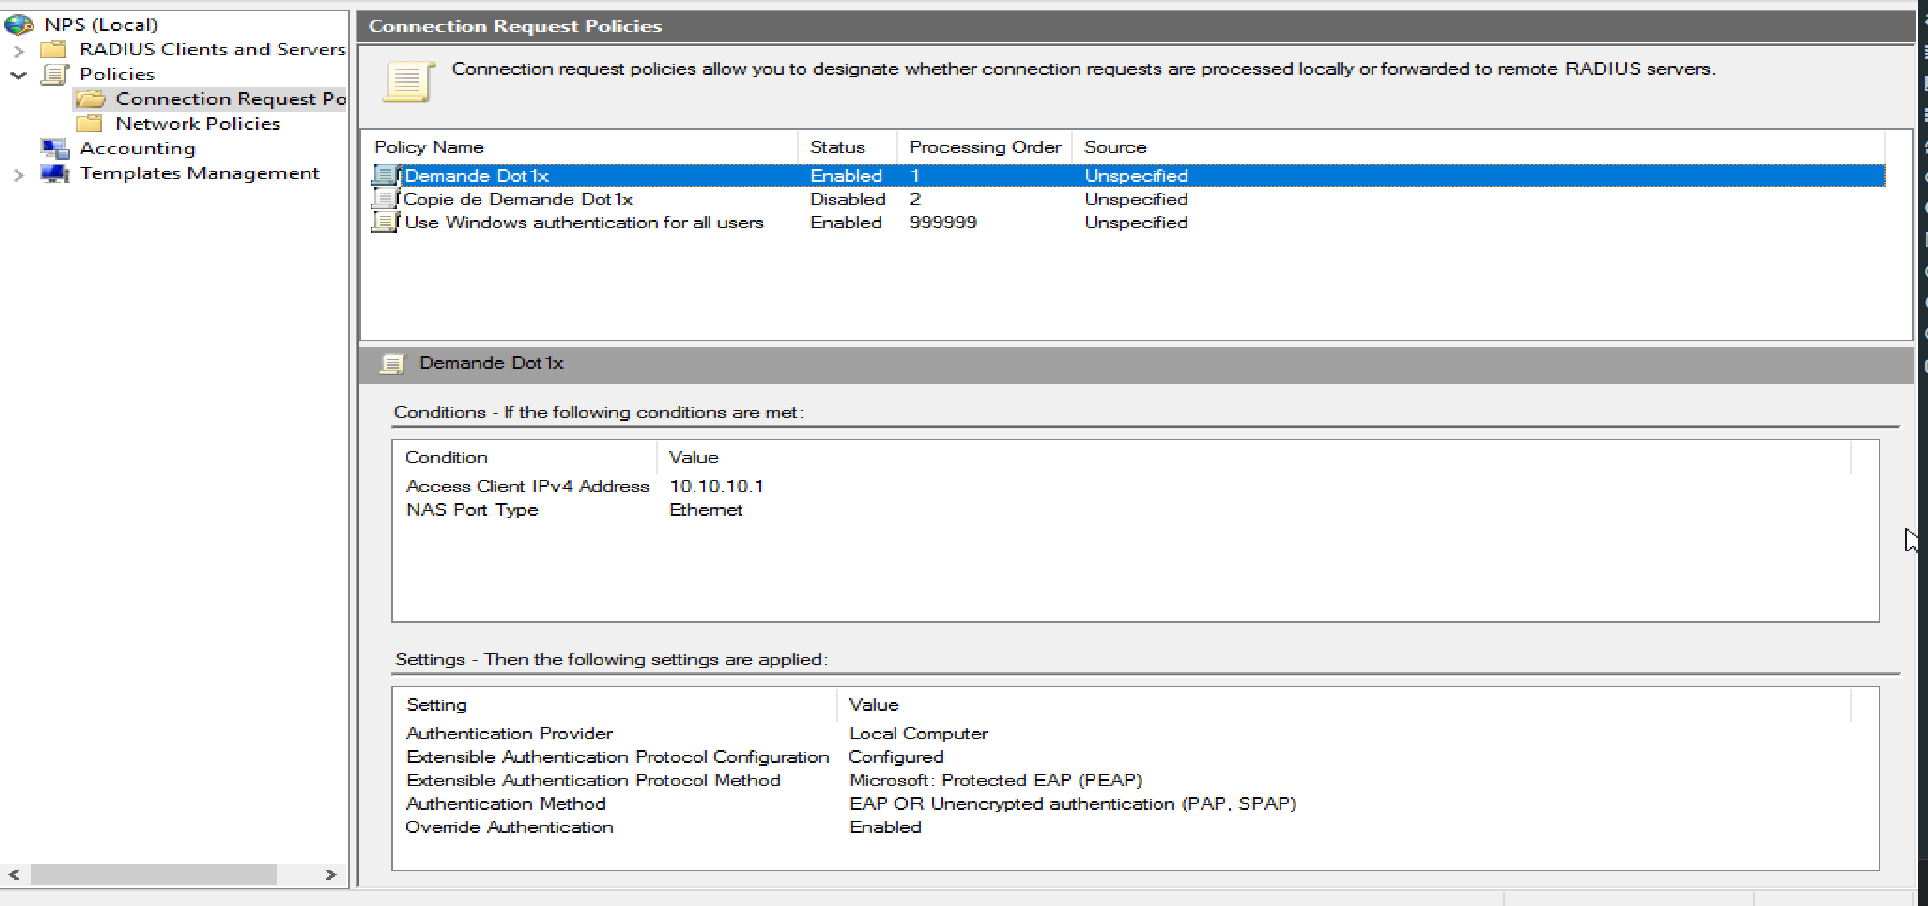 NPS (Local)
RADIUS Clients and Servers
Policies
Connection Request Po
Network Policies
Accounting
Templates Management
Connection Request Policies
Connection request policies allow you to designate whether connection requests are processed locally or forwarded to remote RADIUS servers.
Policy Name Status Processing Order Source
Demande Dot1x Enabled 1 Unspecified
Copie de Demande Dot1x Disabled 2 Unspecified
Use Windows authentication for all users Enabled 999999 Unspecified
Demande Dot1x
Conditions - If the following conditions are met:
Condition Value
Access Client IPv4 Address 10.10.10.1
NAS Port Type Ethernet
Settings - Then the following settings are applied:
Setting Value
Authentication Provider Local Computer
Extensible Authentication Protocol Configuration Configured
Extensible Authentication Protocol Method Microsoft: Protected EAP (PEAP)
Authentication Method EAP OR Unencrypted authentication (PAP, SPAP)
Override Authentication Enabled